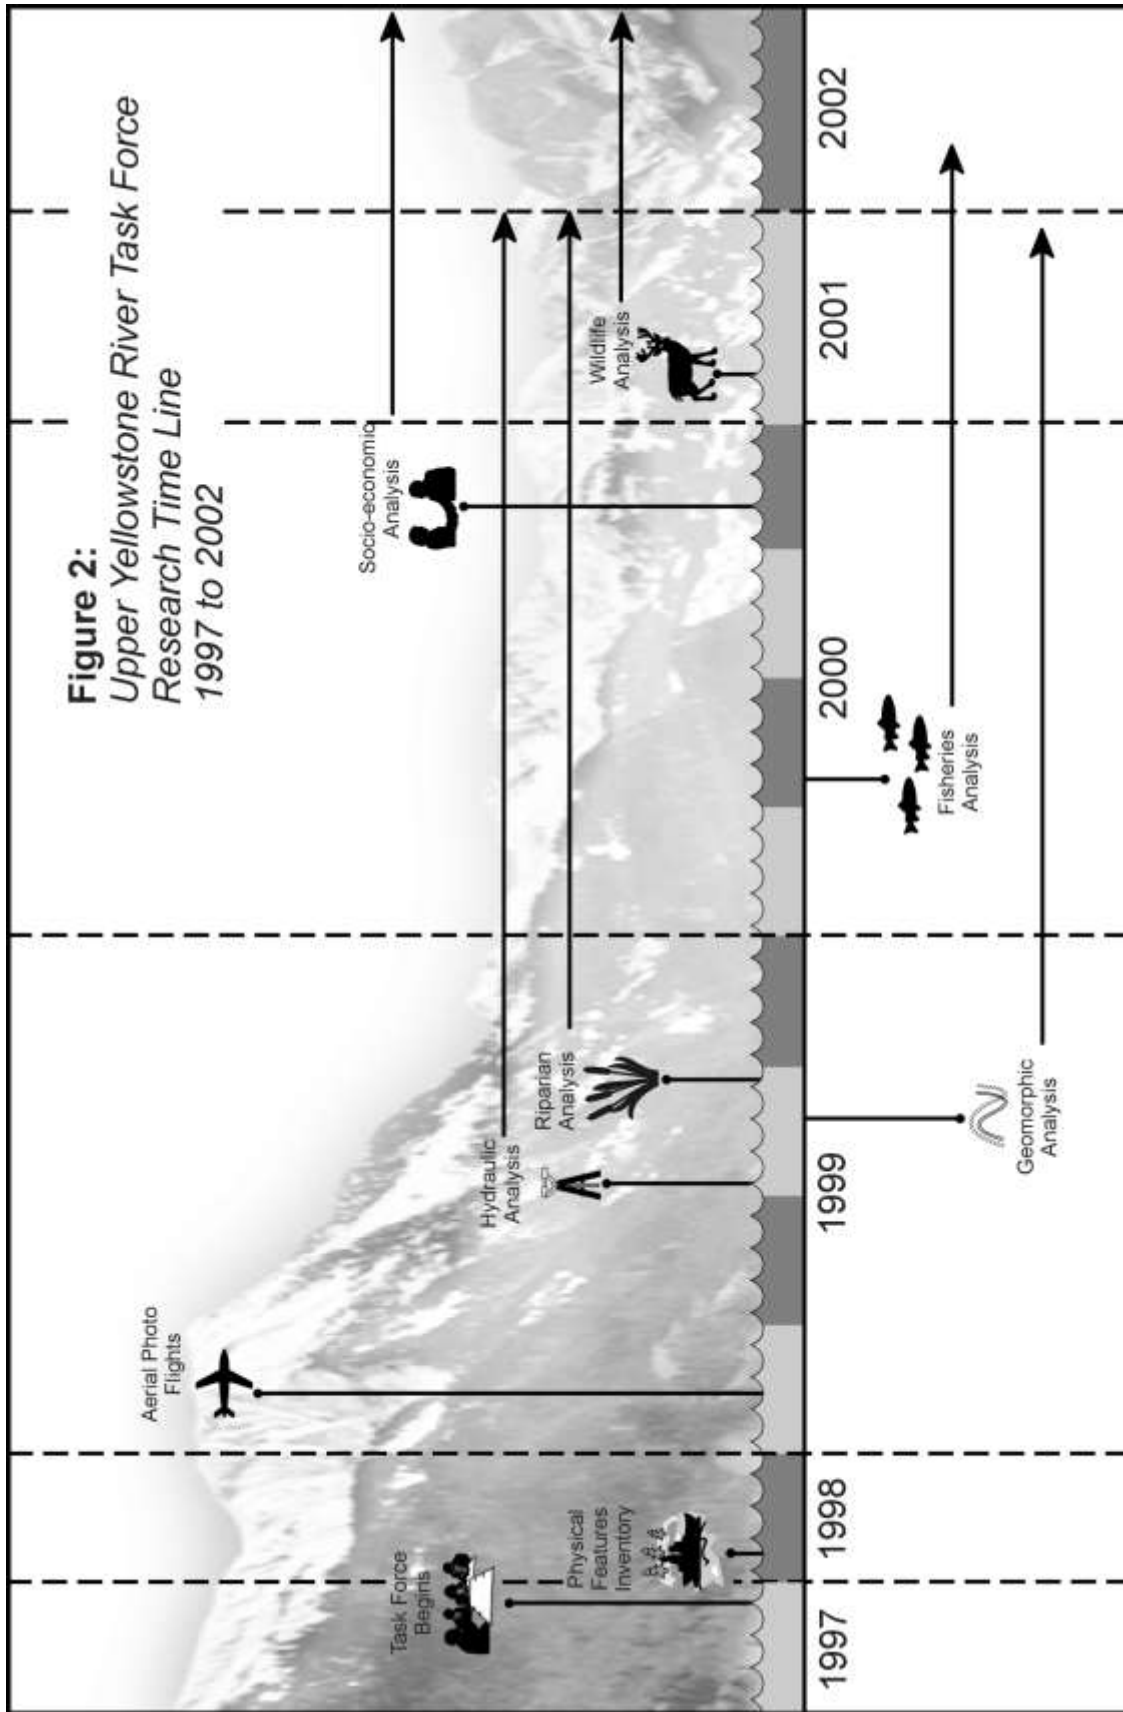 Figure 2:
Upper Yellowstone River Task Force
Research Time Line
1997 to 2002
Task Force
Begins
Physical
Features
Inventory
Aerial Photo
Flights
Hydraulic
Analysis
Riparian
Analysis
Socio-economic
Analysis
Wildlife
Analysis
1997
1998
1999
2000
2001
2002
Geomorphic
Analysis
Fisheries
Analysis